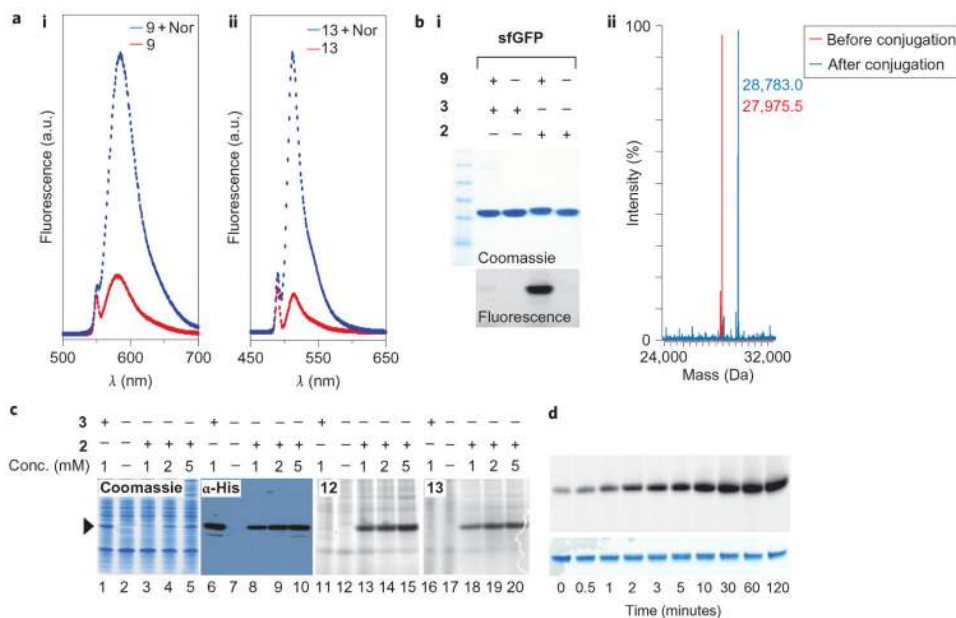 a
i
9 + Nor
9
Fluorescence (a.u.)
500 600 700
λ (nm)
ii
13 + Nor
13
Fluorescence (a.u.)
450 550 650
λ (nm)
b i
sfGFP
9 + – + –
3 + + – –
2 – – + +
Coomassie
Fluorescence
ii
Before conjugation
After conjugation
28,783.0
27,975.5
Intensity (%)
100
0
24,000 32,000
Mass (Da)
c
3 + – – – – + – – – – + – – – – + – – – –
2 – – + + + – – + + + – – + + + – – + + +
Conc. (mM) 1 – 1 2 5 1 – 1 2 5 1 – 1 2 5 1 – 1 2 5
Coomassie α-His 12 13
1 2 3 4 5 6 7 8 9 10 11 12 13 14 15 16 17 18 19 20
d
0 0.5 1 2 3 5 10 30 60 120
Time (minutes)